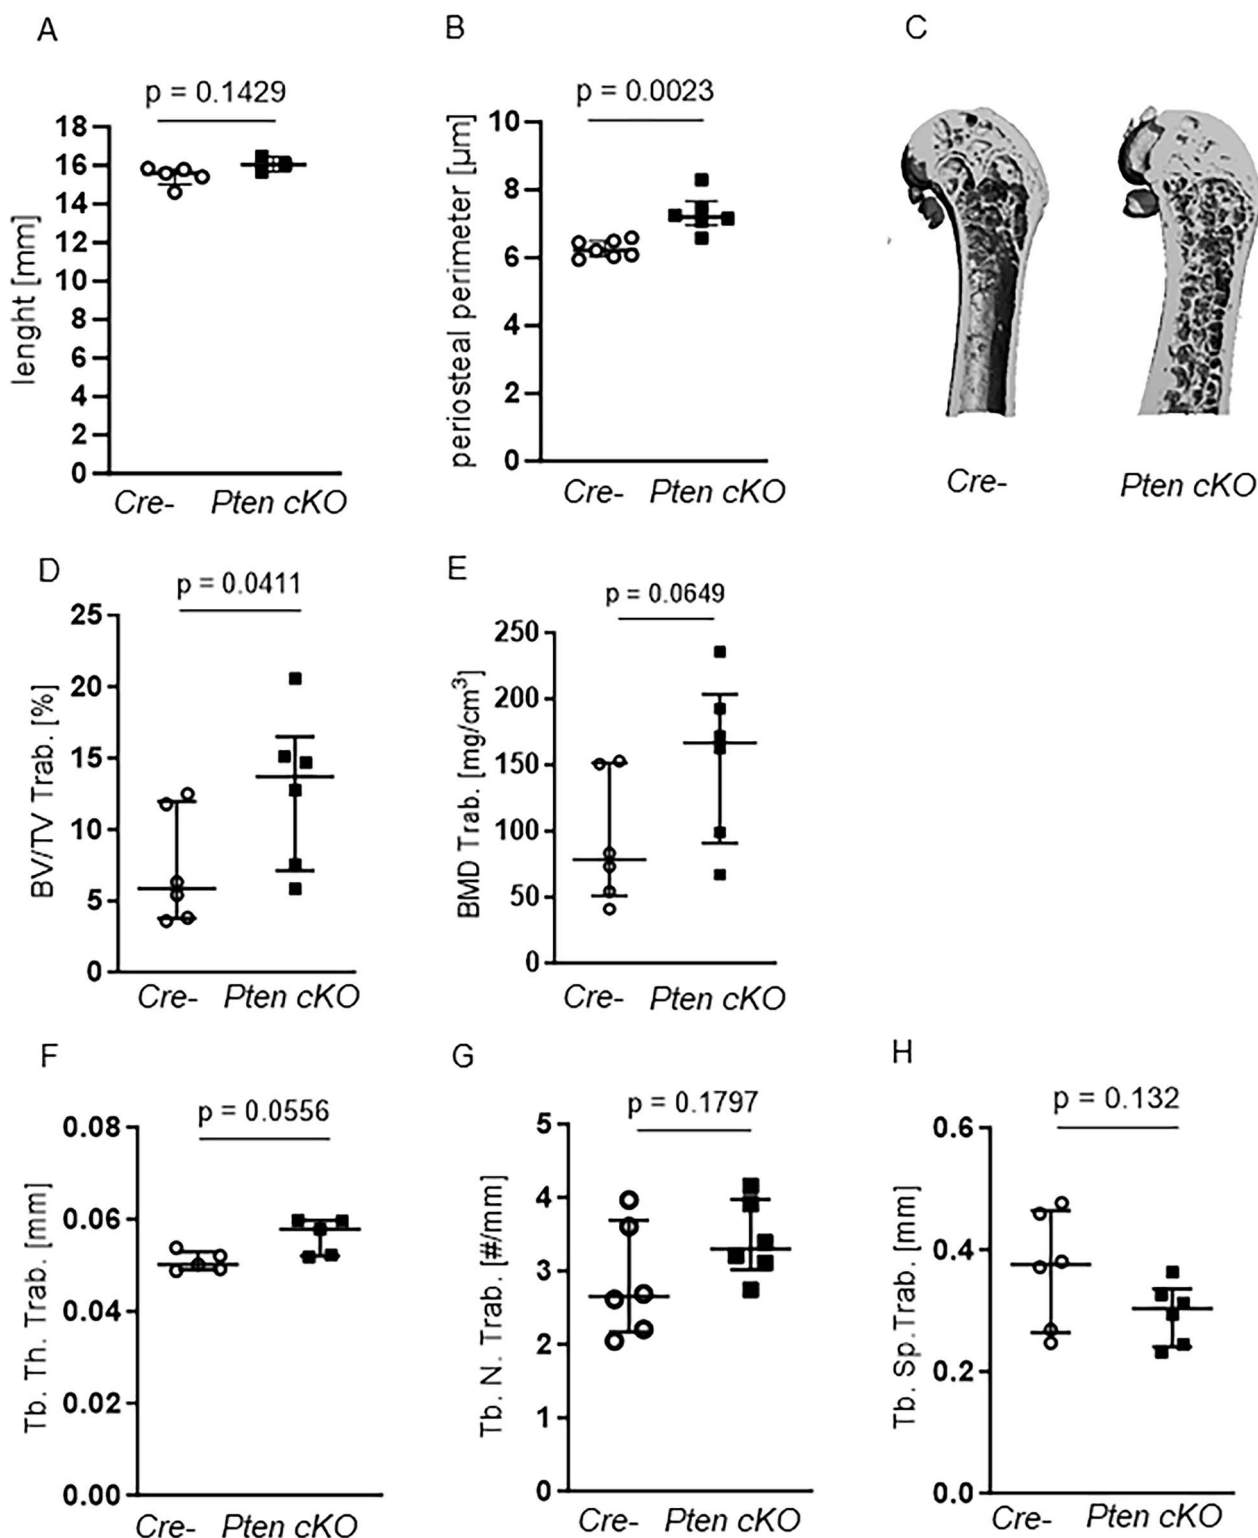 A
p = 0.1429
lenght [mm]
18
16
14
12
10
8
6
4
2
0
Cre- Pten cKO
B
p = 0.0023
periosteal perimeter [µm]
10
8
6
4
2
0
Cre- Pten cKO
C
Cre- Pten cKO
D
p = 0.0411
BV/TV Trab. [%]
25
20
15
10
5
0
Cre- Pten cKO
E
p = 0.0649
BMD Trab. [mg/cm³]
250
200
150
100
50
0
Cre- Pten cKO
F
p = 0.0556
Tb. Th. Trab. [mm]
0.08
0.06
0.04
0.02
0.00
Cre- Pten cKO
G
p = 0.1797
Tb. N. Trab. [#/mm]
5
4
3
2
1
0
Cre- Pten cKO
H
p = 0.132
Tb. Sp.Trab. [mm]
0.6
0.4
0.2
0.0
Cre- Pten cKO